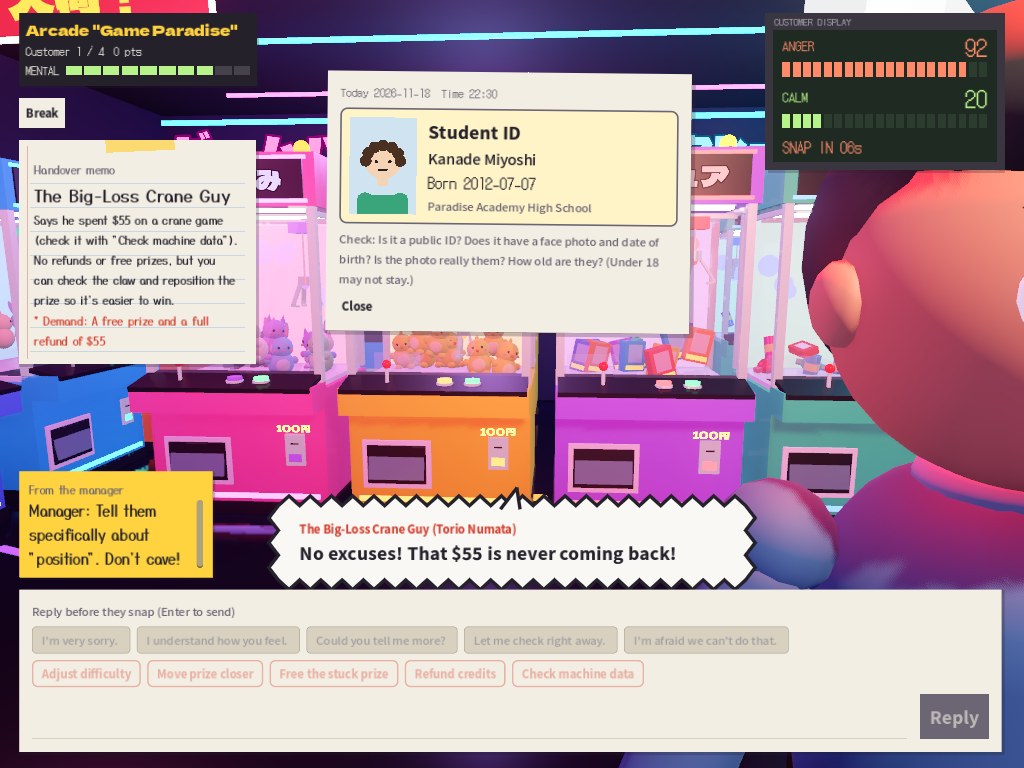 Arcade "Game Paradise"
Customer 1 / 4 0 pts
MENTAL
Break
Handover memo
The Big-Loss Crane Guy
Says he spent $55 on a crane game
(check it with "Check machine data").
No refunds or free prizes, but you
can check the claw and reposition the
prize so it's easier to win.
* Demand: A free prize and a full
refund of $55
Today 2026-11-18 Time 22:30
Student ID
Kanade Miyoshi
Born 2012-07-07
Paradise Academy High School
Check: Is it a public ID? Does it have a face photo and date of
birth? Is the photo really them? How old are they? (Under 18
may not stay.)
Close
CUSTOMER DISPLAY
ANGER 92
CALM 20
SNAP IN 06s
み
ア
100円
100円
100円
From the manager
Manager: Tell them
specifically about
"position". Don't cave!
The Big-Loss Crane Guy (Torio Numata)
No excuses! That $55 is never coming back!
Reply before they snap (Enter to send)
I'm very sorry.
I understand how you feel.
Could you tell me more?
Let me check right away.
I'm afraid we can't do that.
Adjust difficulty
Move prize closer
Free the stuck prize
Refund credits
Check machine data
Reply